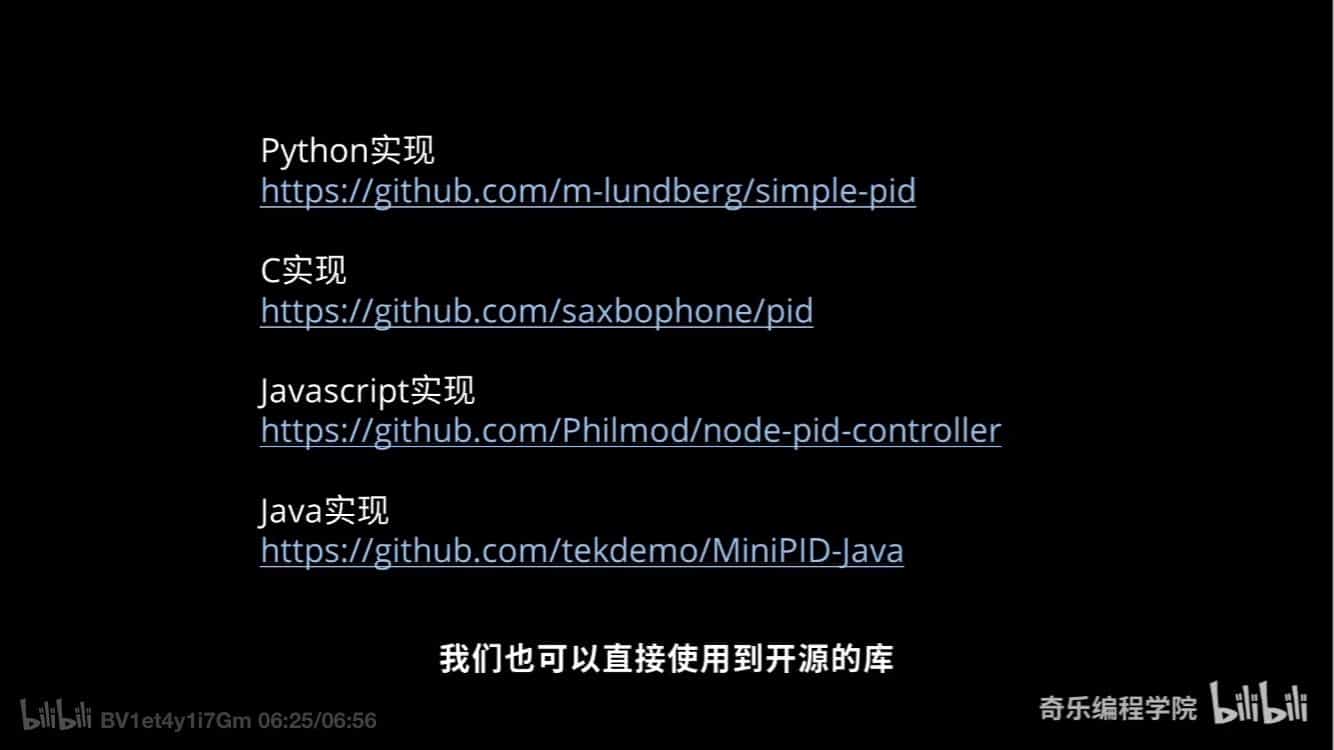 Python实现
https://github.com/m-lundberg/simple-pid
C实现
https://github.com/saxbophone/pid
Javascript实现
https://github.com/Philmod/node-pid-controller
Java实现
https://github.com/tekdemo/MiniPID-Java
我们也可以直接使用到开源的库
bilibili BV1et4y1i7Gm 06:25/06:56
奇乐编程学院 bilibili